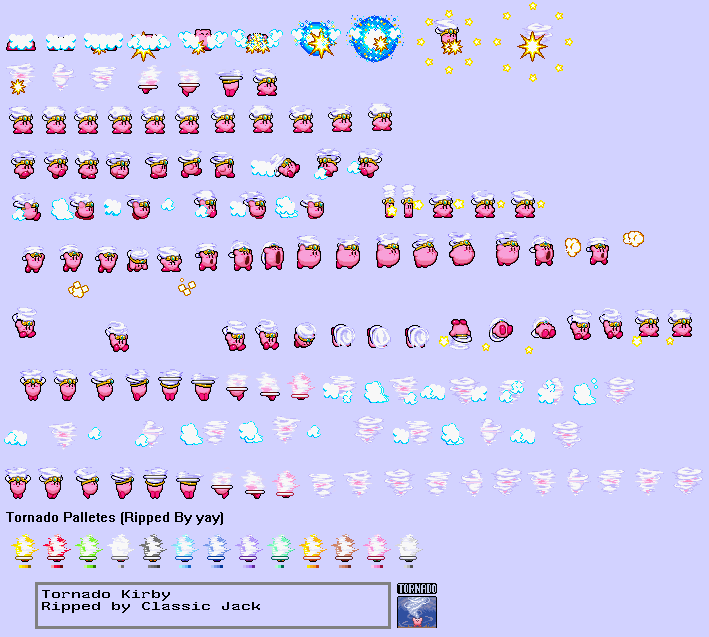 Tornado Palletes (Ripped By yay)
Tornado Kirby
Ripped by Classic Jack
TORNADO